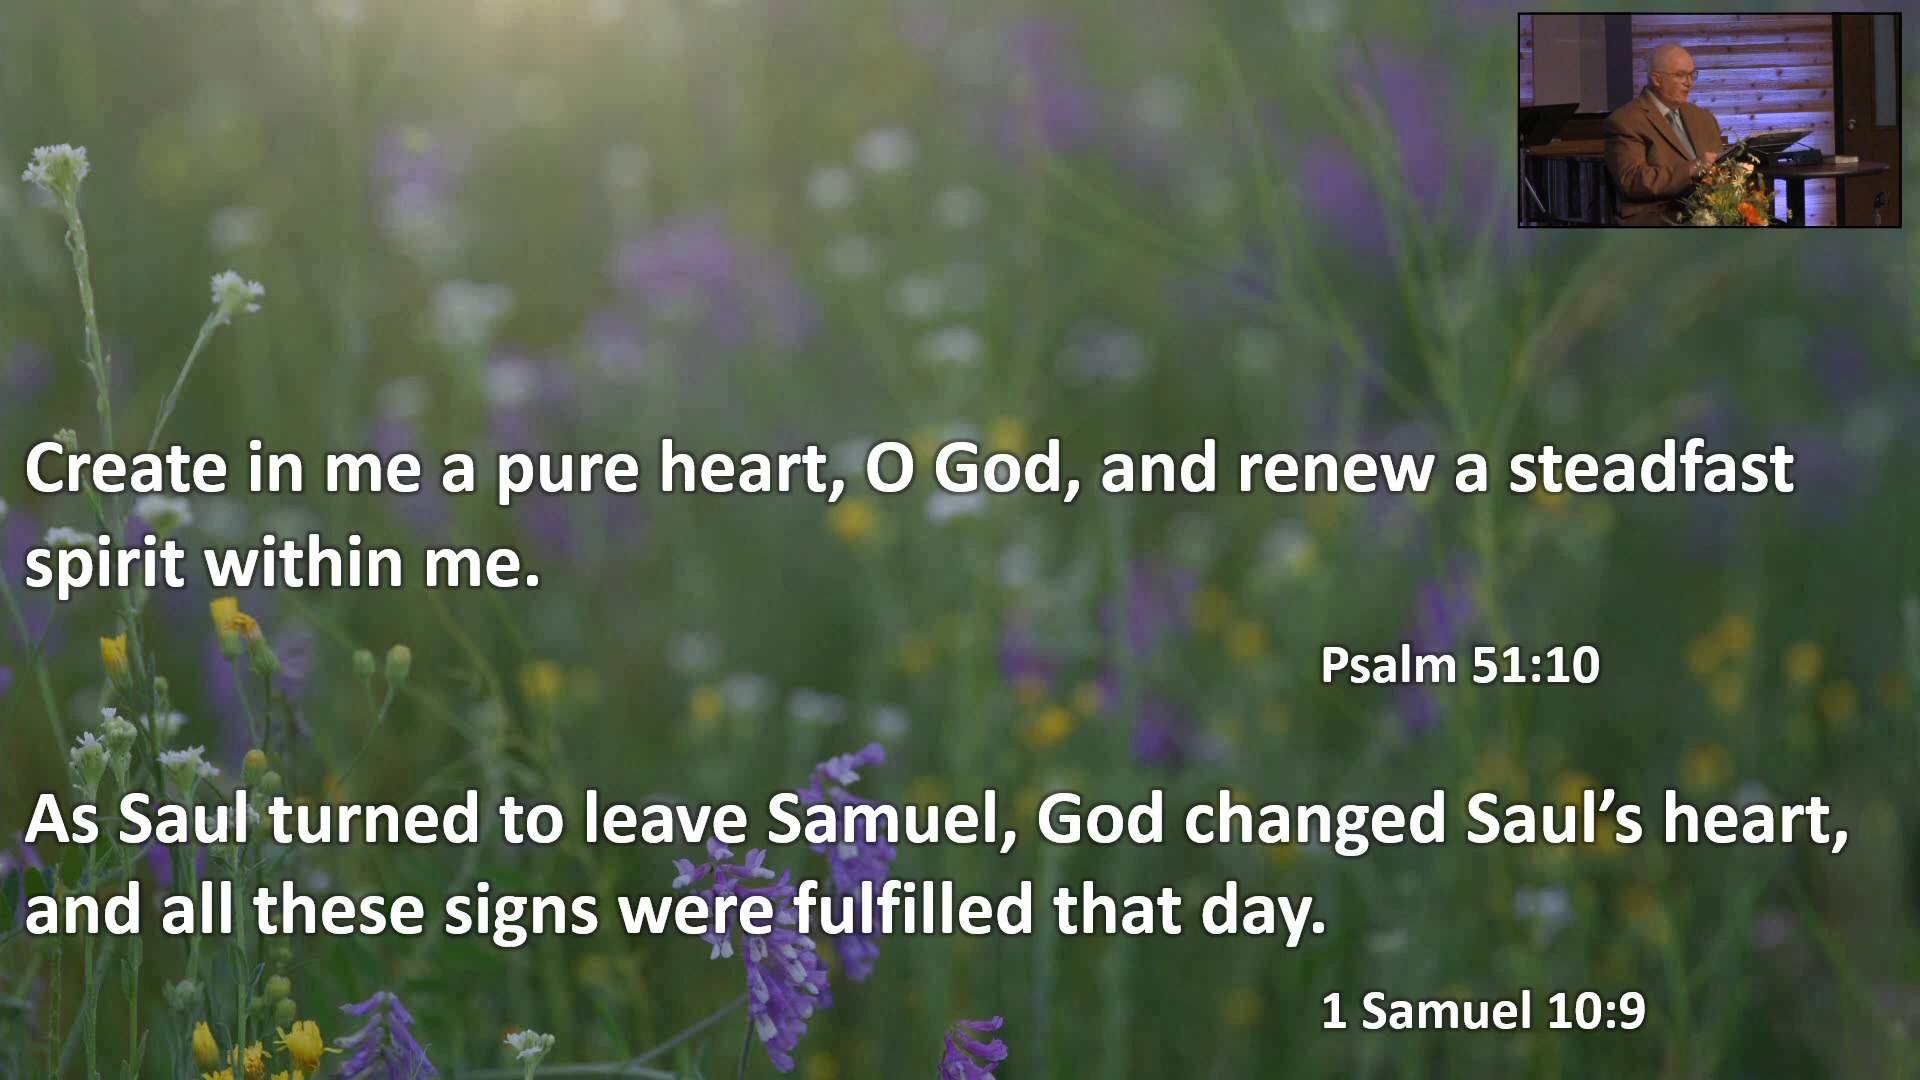 Create in me a pure heart, O God, and renew a steadfast
spirit within me.
Psalm 51:10
As Saul turned to leave Samuel, God changed Saul’s heart,
and all these signs were fulfilled that day.
1 Samuel 10:9